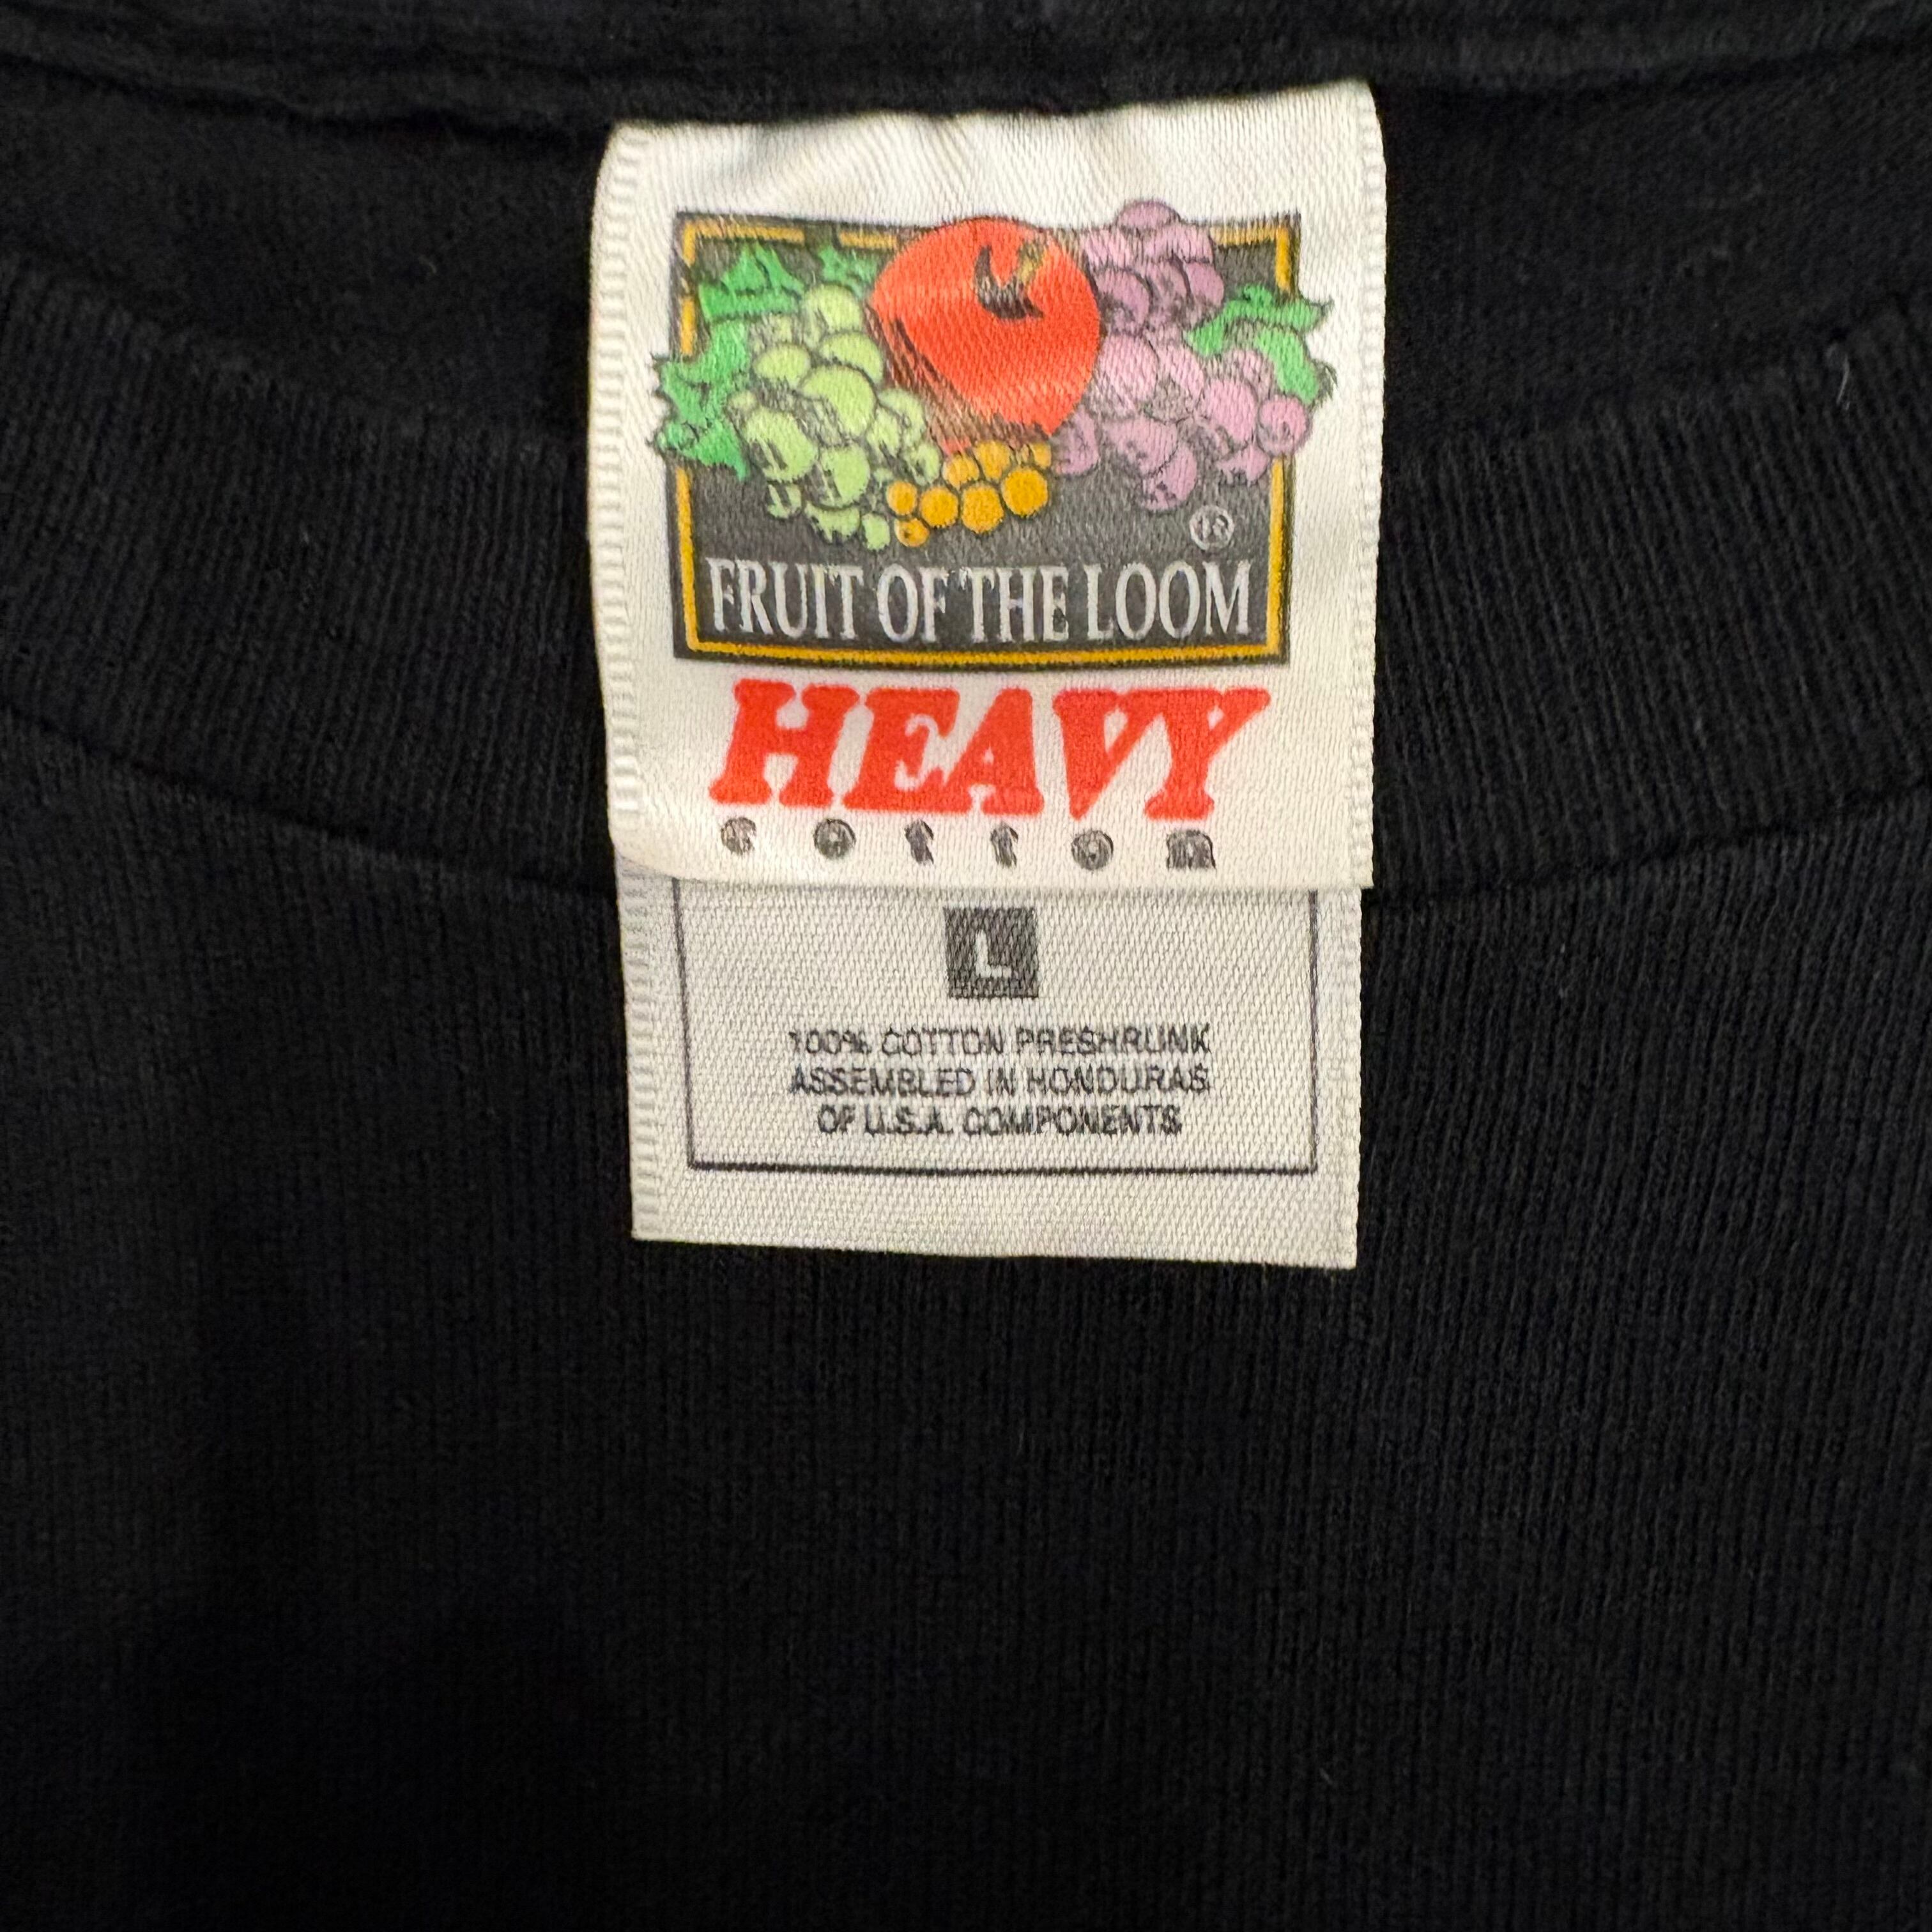 ®
FRUIT OF THE LOOM
HEAVY
cotton
L
100% COTTON PRESHRUNK
ASSEMBLED IN HONDURAS
OF U.S.A. COMPONENTS